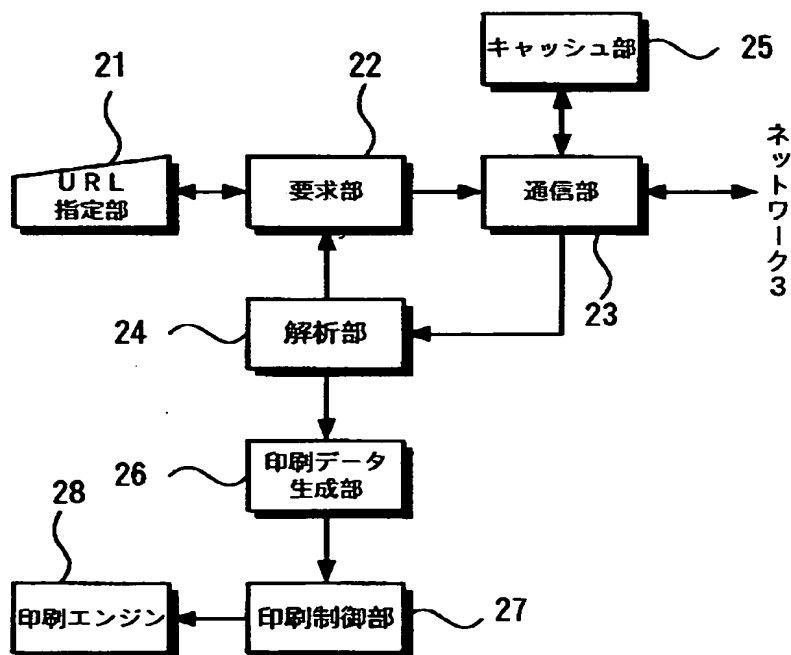 キャッシュ部
25
21
22
URL
指定部
要求部
通信部
ネットワーク3
23
24
解析部
26
印刷データ
生成部
28
印刷エンジン
印刷制御部
27